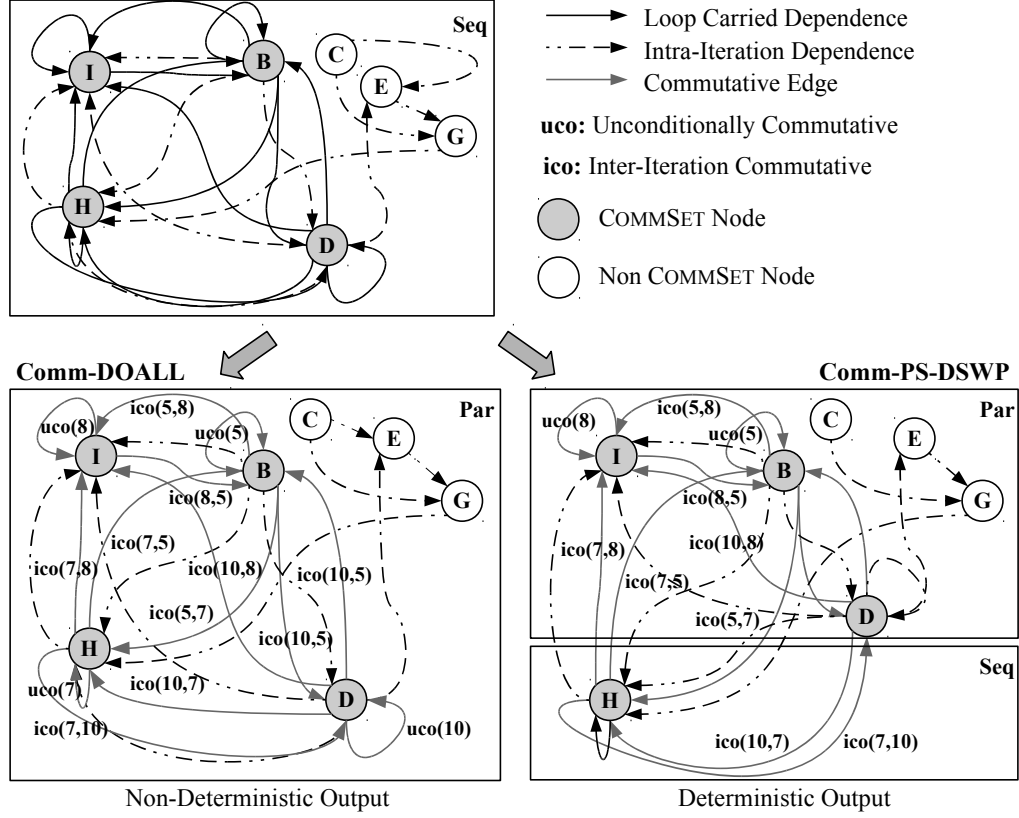 Seq
I
B
C
E
G
H
D
Loop Carried Dependence
Intra-Iteration Dependence
Commutative Edge
uco: Unconditionally Commutative
ico: Inter-Iteration Commutative
COMMSET Node
Non COMMSET Node
Comm-DOALL
Par
uco(8)
ico(5,8)
uco(5)
I
B
C
E
G
ico(8,5)
ico(7,5)
ico(7,8)
ico(10,8)
ico(10,5)
ico(5,7)
ico(10,5)
H
uco(7)
ico(10,7)
D
ico(7,10)
uco(10)
Non-Deterministic Output
Comm-PS-DSWP
Par
uco(8)
ico(5,8)
uco(5)
I
B
C
E
G
ico(8,5)
ico(7,8)
ico(10,8)
ico(7,5)
ico(5,7)
D
Seq
H
ico(10,7)
ico(7,10)
Deterministic Output